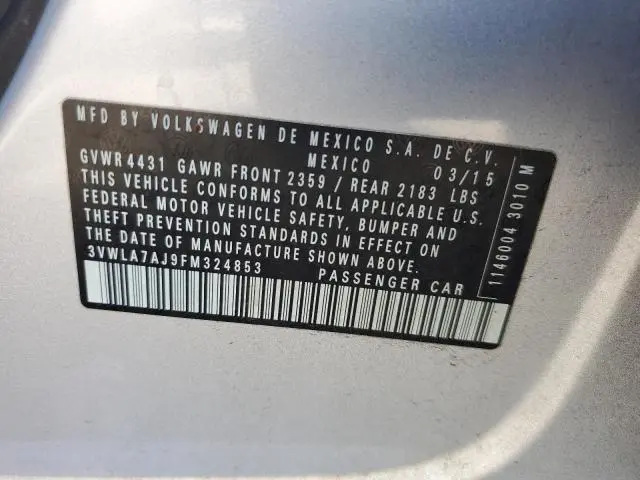 MFD BY VOLKSWAGEN DE MEXICO S.A. DE C.V.
MEXICO 03/15
GVWR 4431 GAWR FRONT 2359 / REAR 2183 LBS
THIS VEHICLE CONFORMS TO ALL APPLICABLE U.S.
FEDERAL MOTOR VEHICLE SAFETY, BUMPER AND
THEFT PREVENTION STANDARDS IN EFFECT ON
THE DATE OF MANUFACTURE SHOWN ABOVE.
3VWLA7AJ9FM324853 PASSENGER CAR
1146004 3010 M